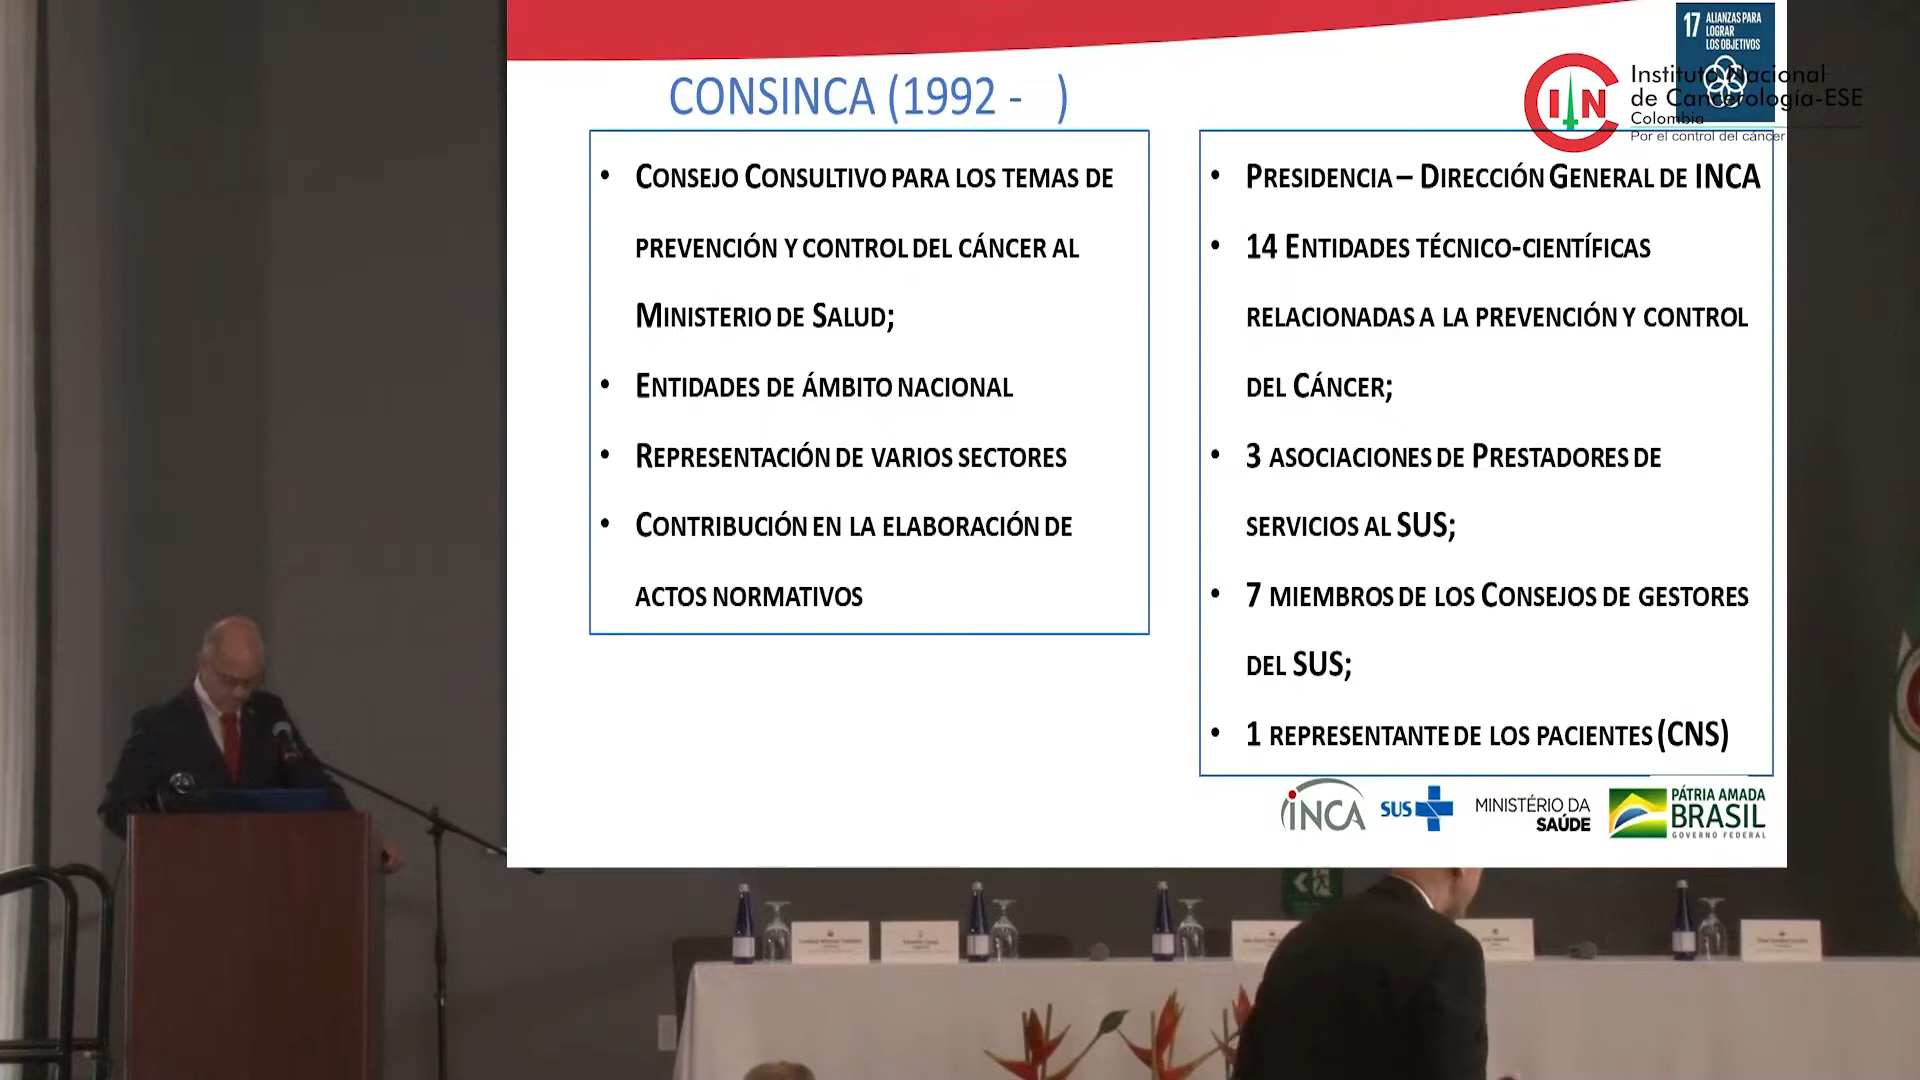 17 ALIANZAS PARA
LOGRAR
LOS OBJETIVOS
Instituto Nacional
de Cancerología-ESE
Colombia
Por el control del cáncer
CONSINCA (1992 - )
• CONSEJO CONSULTIVO PARA LOS TEMAS DE
PREVENCIÓN Y CONTROL DEL CÁNCER AL
MINISTERIO DE SALUD;
• ENTIDADES DE ÁMBITO NACIONAL
• REPRESENTACIÓN DE VARIOS SECTORES
• CONTRIBUCIÓN EN LA ELABORACIÓN DE
ACTOS NORMATIVOS
• PRESIDENCIA – DIRECCIÓN GENERAL DE INCA
• 14 ENTIDADES TÉCNICO-CIENTÍFICAS
RELACIONADAS A LA PREVENCIÓN Y CONTROL
DEL CÁNCER;
• 3 ASOCIACIONES DE PRESTADORES DE
SERVICIOS AL SUS;
• 7 MIEMBROS DE LOS CONSEJOS DE GESTORES
DEL SUS;
• 1 REPRESENTANTE DE LOS PACIENTES (CNS)
INCA
SUS
MINISTÉRIO DA
SAÚDE
PÁTRIA AMADA
BRASIL
GOVERNO FEDERAL